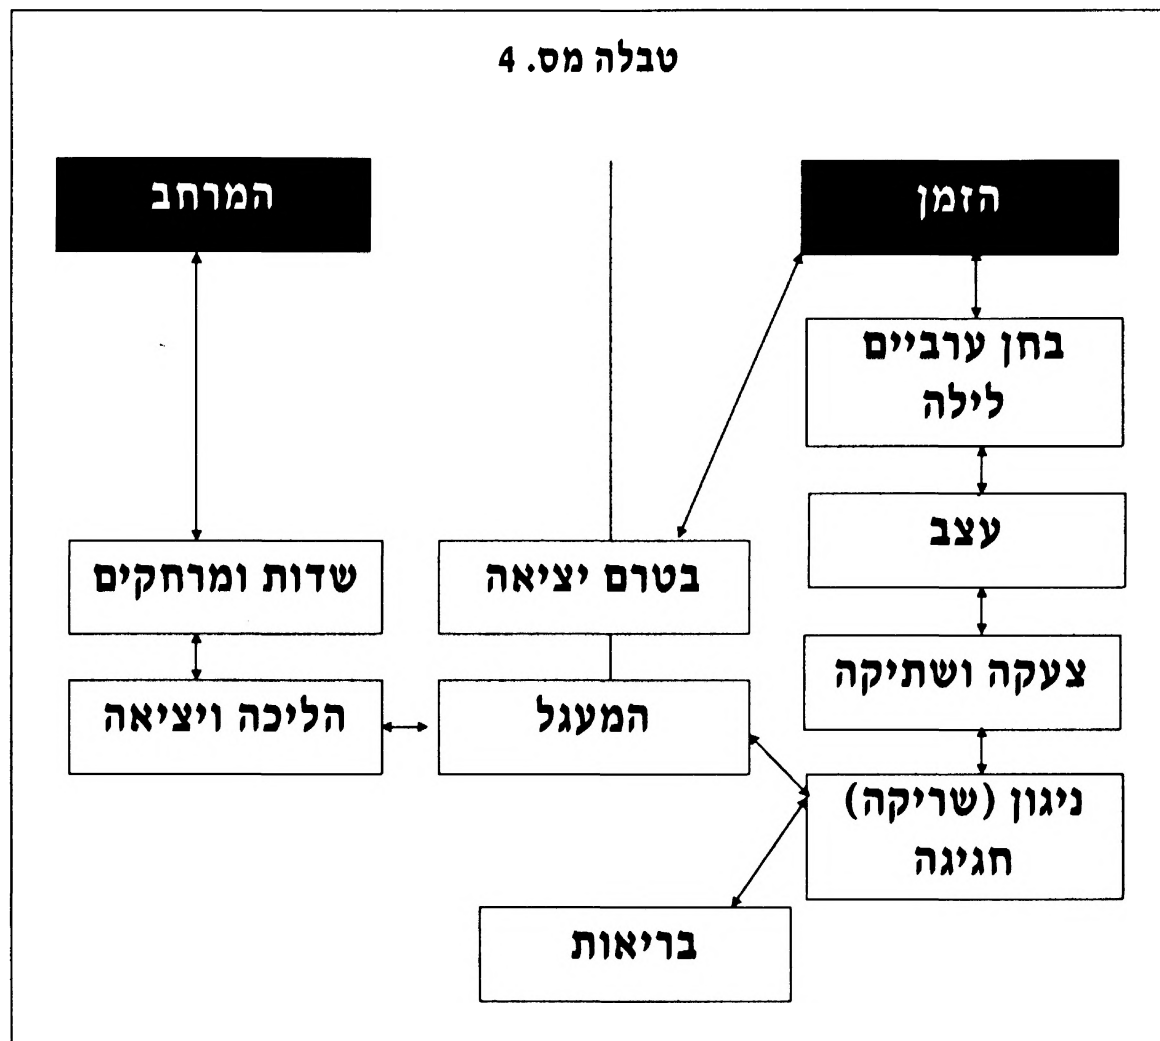 טבלה מס. 4
הזמן
המרחב
בחן ערביים
לילה
עצב
בטרם יציאה
שדות ומרחקים
צעקה ושתיקה
המעגל
הליכה ויציאה
ניגון (שריקה)
חגיגה
בריאות